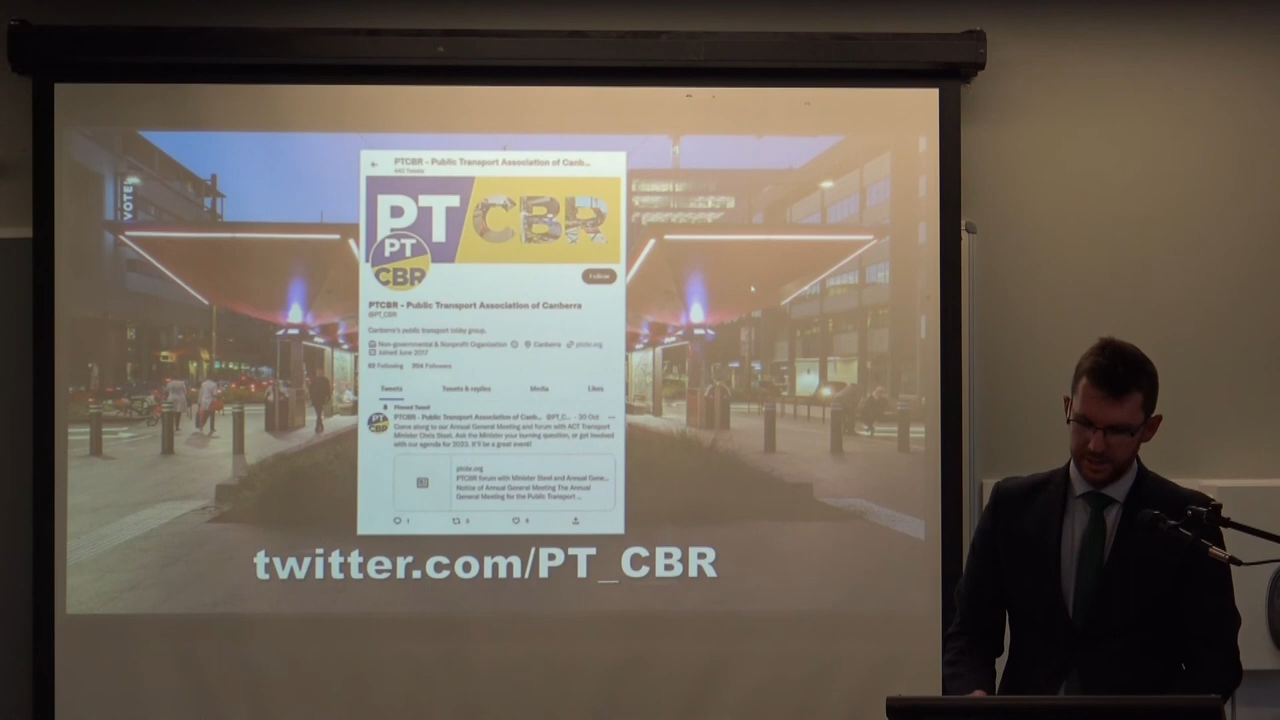 VOTE!
PTCBR - Public Transport Association of Canb...
PT CBR
PT
CBR
Follow
PTCBR - Public Transport Association of Canberra
@PT_CBR
Canberra's public transport lobby group.
Non-governmental & Nonprofit Organization Canberra ptcbr.org
Joined June 2017
Tweets Tweets & replies Media Likes
Pinned Tweet
PTCBR - Public Transport Association of Canb... @PT_C... · 30 Oct
PT
CBR
Come along to our Annual General Meeting and forum with ACT Transport
Minister Chris Steel. Ask the Minister your burning question, or get involved
with our agenda for 2023. It'll be a great event!
ptcbr.org
PTCBR forum with Minister Steel and Annual Gene...
Notice of Annual General Meeting The Annual
General Meeting for the Public Transport ...
twitter.com/PT_CBR